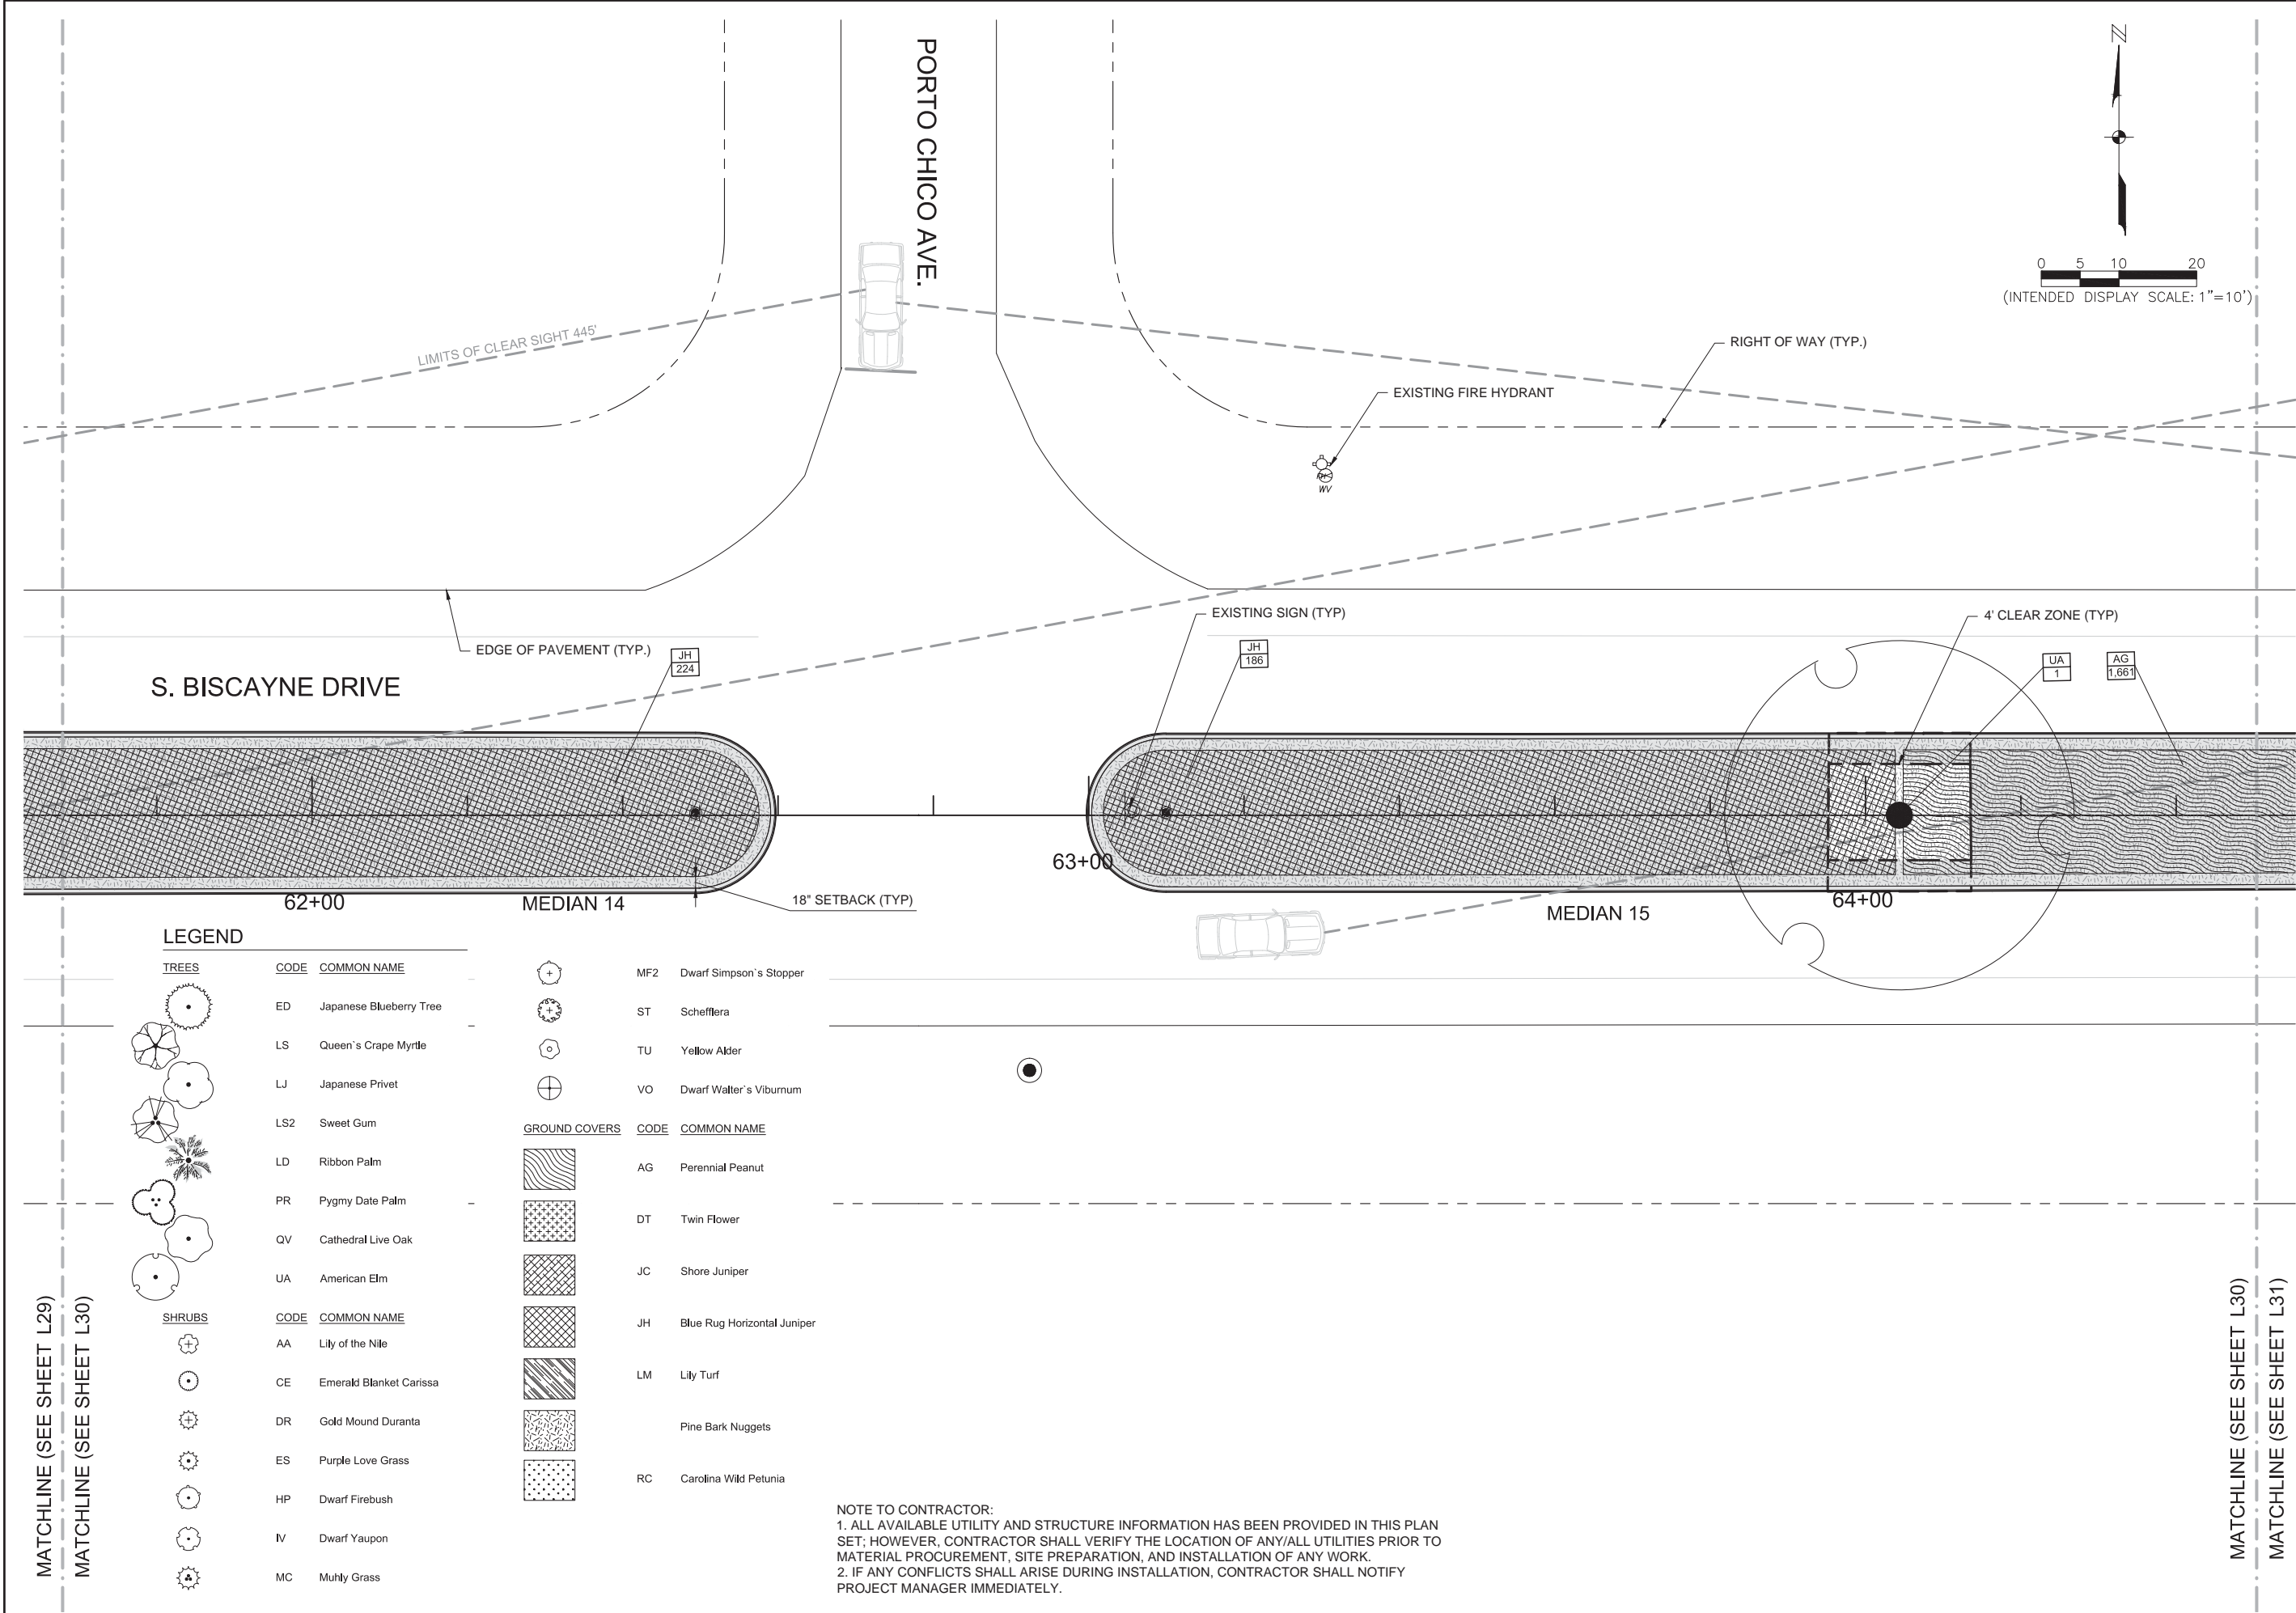 PORTO CHICO AVE.
N
0 5 10 20
(INTENDED DISPLAY SCALE: 1"=10')
LIMITS OF CLEAR SIGHT 445'
RIGHT OF WAY (TYP.)
EXISTING FIRE HYDRANT
WV
EXISTING SIGN (TYP)
4' CLEAR ZONE (TYP)
EDGE OF PAVEMENT (TYP.)
JH
224
JH
186
UA
1
AG
1,661
S. BISCAYNE DRIVE
63+00
62+00
MEDIAN 14
18" SETBACK (TYP)
MEDIAN 15
64+00
LEGEND
TREES CODE COMMON NAME
ED Japanese Blueberry Tree
LS Queen`s Crape Myrtle
LJ Japanese Privet
LS2 Sweet Gum
LD Ribbon Palm
PR Pygmy Date Palm
QV Cathedral Live Oak
UA American Elm
SHRUBS CODE COMMON NAME
AA Lily of the Nile
CE Emerald Blanket Carissa
DR Gold Mound Duranta
ES Purple Love Grass
HP Dwarf Firebush
IV Dwarf Yaupon
MC Muhly Grass
MF2 Dwarf Simpson`s Stopper
ST Schefflera
TU Yellow Alder
VO Dwarf Walter`s Viburnum
GROUND COVERS CODE COMMON NAME
AG Perennial Peanut
DT Twin Flower
JC Shore Juniper
JH Blue Rug Horizontal Juniper
LM Lily Turf
Pine Bark Nuggets
RC Carolina Wild Petunia
NOTE TO CONTRACTOR:
1. ALL AVAILABLE UTILITY AND STRUCTURE INFORMATION HAS BEEN PROVIDED IN THIS PLAN
SET; HOWEVER, CONTRACTOR SHALL VERIFY THE LOCATION OF ANY/ALL UTILITIES PRIOR TO
MATERIAL PROCUREMENT, SITE PREPARATION, AND INSTALLATION OF ANY WORK.
2. IF ANY CONFLICTS SHALL ARISE DURING INSTALLATION, CONTRACTOR SHALL NOTIFY
PROJECT MANAGER IMMEDIATELY.
MATCHLINE (SEE SHEET L29)
MATCHLINE (SEE SHEET L30)
MATCHLINE (SEE SHEET L30)
MATCHLINE (SEE SHEET L31)